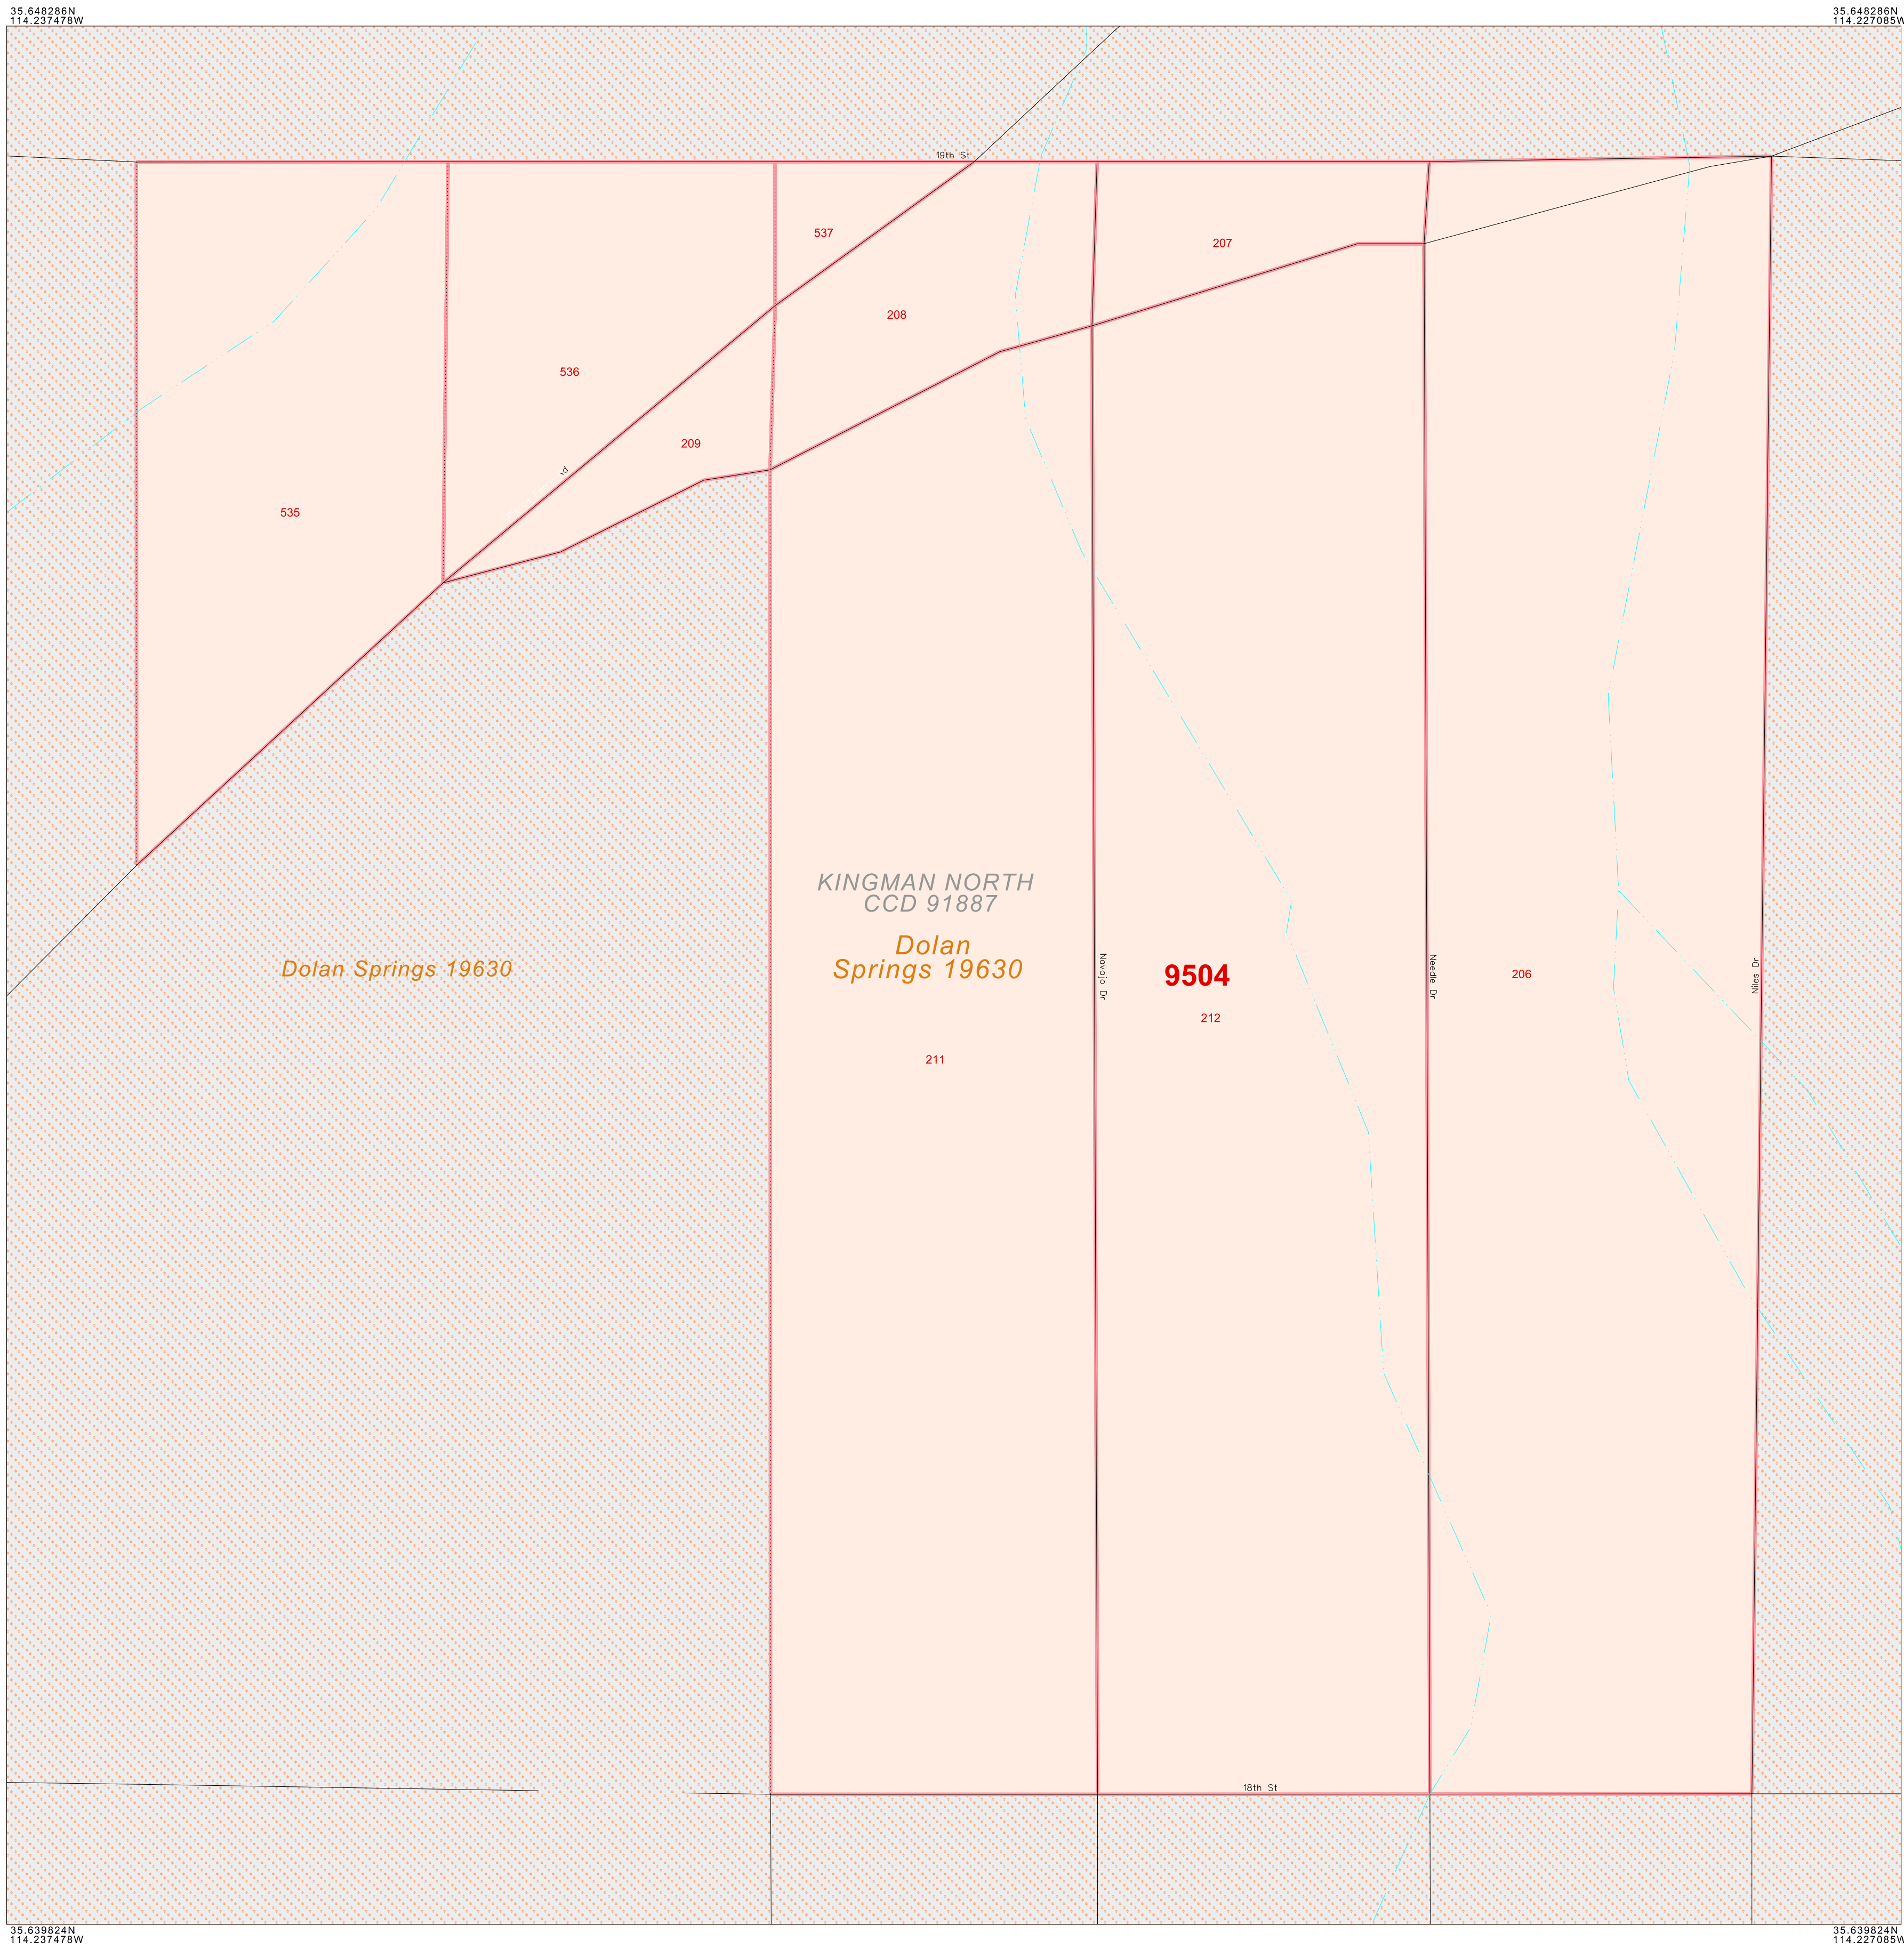 35.648286N
114.237478W
35.648286N
114.227085W
19th St
537
207
208
536
209
535
KINGMAN NORTH
CCD 91887
Dolan
Springs 19630
Dolan Springs 19630
Navajo Dr
9504
Needle Dr
206
Niles Dr
212
211
18th St
35.639824N
114.237478W
35.639824N
114.227085W